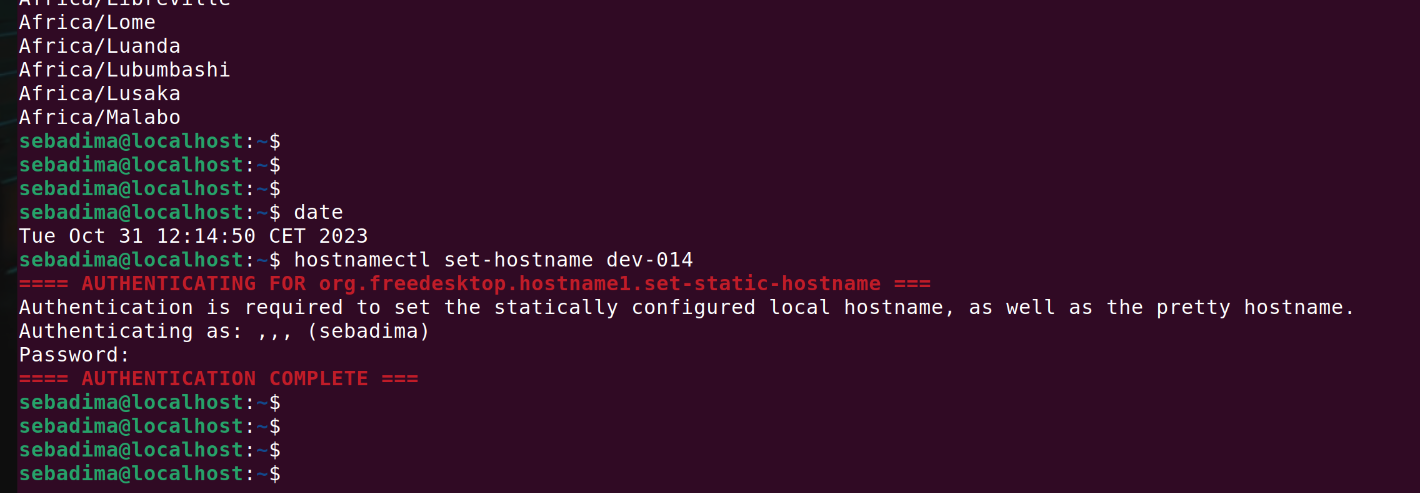 Africa/Libreville
Africa/Lome
Africa/Luanda
Africa/Lubumbashi
Africa/Lusaka
Africa/Malabo
sebadima@localhost:~$
sebadima@localhost:~$
sebadima@localhost:~$
sebadima@localhost:~$ date
Tue Oct 31 12:14:50 CET 2023
sebadima@localhost:~$ hostnamectl set-hostname dev-014
==== AUTHENTICATING FOR org.freedesktop.hostname1.set-static-hostname ===
Authentication is required to set the statically configured local hostname, as well as the pretty hostname.
Authenticating as: ,,, (sebadima)
Password:
==== AUTHENTICATION COMPLETE ===
sebadima@localhost:~$
sebadima@localhost:~$
sebadima@localhost:~$
sebadima@localhost:~$